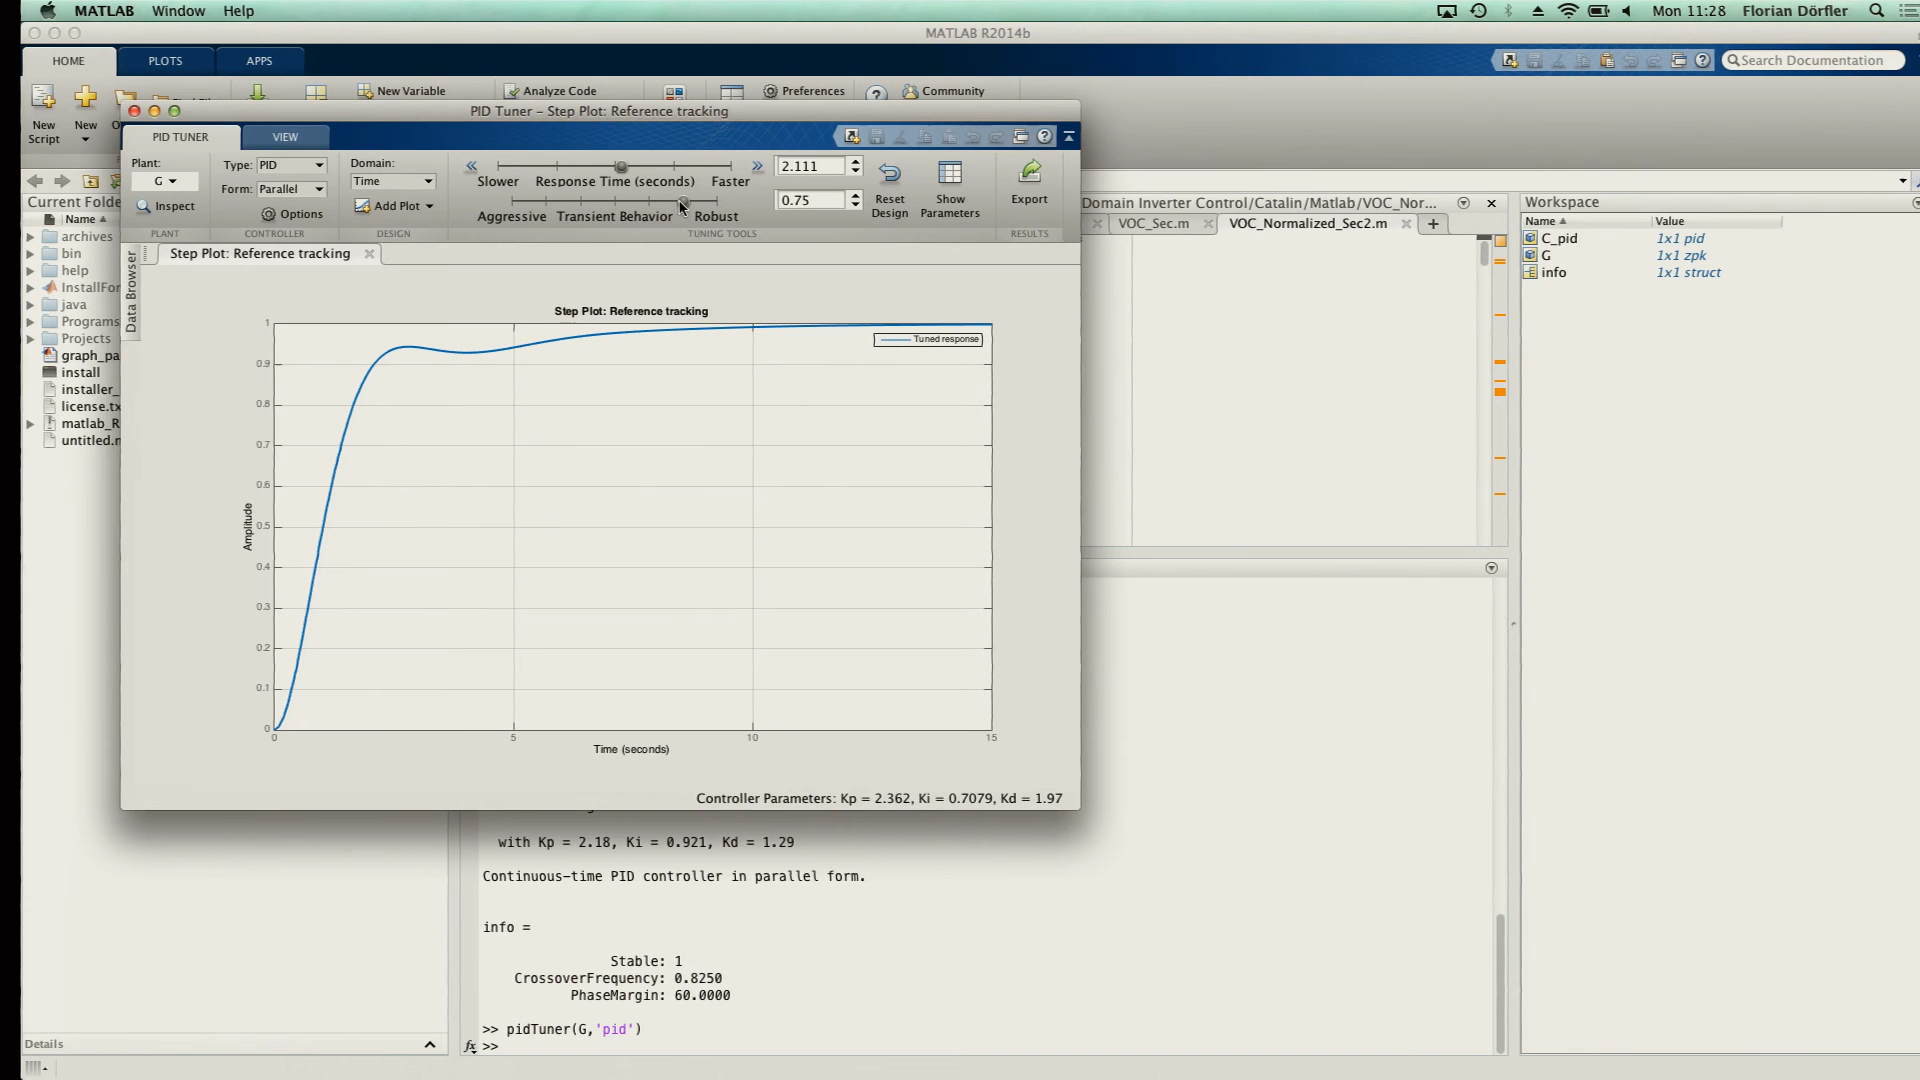 MATLAB Window Help Mon 11:28 Florian Dörfler
MATLAB R2014b
HOME PLOTS APPS Search Documentation
New Variable Analyze Code Preferences Community
New Script New
PID Tuner – Step Plot: Reference tracking
PID TUNER VIEW
Plant: Type: PID Domain: 2.111
G Form: Parallel Time Slower Response Time (seconds) Faster
Inspect Options Add Plot 0.75 Reset Design Show Parameters Export
Aggressive Transient Behavior Robust
PLANT CONTROLLER DESIGN TUNING TOOLS RESULTS
Step Plot: Reference tracking
Data Browser
Current Folde
Name
archives
bin
help
InstallFor
java
Programs
Projects
graph_pa
install
installer_
license.tx
matlab_R
untitled.n
Details
Domain Inverter Control/Catalin/Matlab/VOC_Nor...
VOC_Sec.m VOC_Normalized_Sec2.m
Workspace
Name Value
C_pid 1x1 pid
G 1x1 zpk
info 1x1 struct
Step Plot: Reference tracking
Tuned response
1
0.9
0.8
0.7
0.6
0.5
0.4
0.3
0.2
0.1
0
Amplitude
0 5 10 15
Time (seconds)
Controller Parameters: Kp = 2.362, Ki = 0.7079, Kd = 1.97
with Kp = 2.18, Ki = 0.921, Kd = 1.29
Continuous-time PID controller in parallel form.
info =
Stable: 1
CrossoverFrequency: 0.8250
PhaseMargin: 60.0000
>> pidTuner(G,'pid')
fx >>